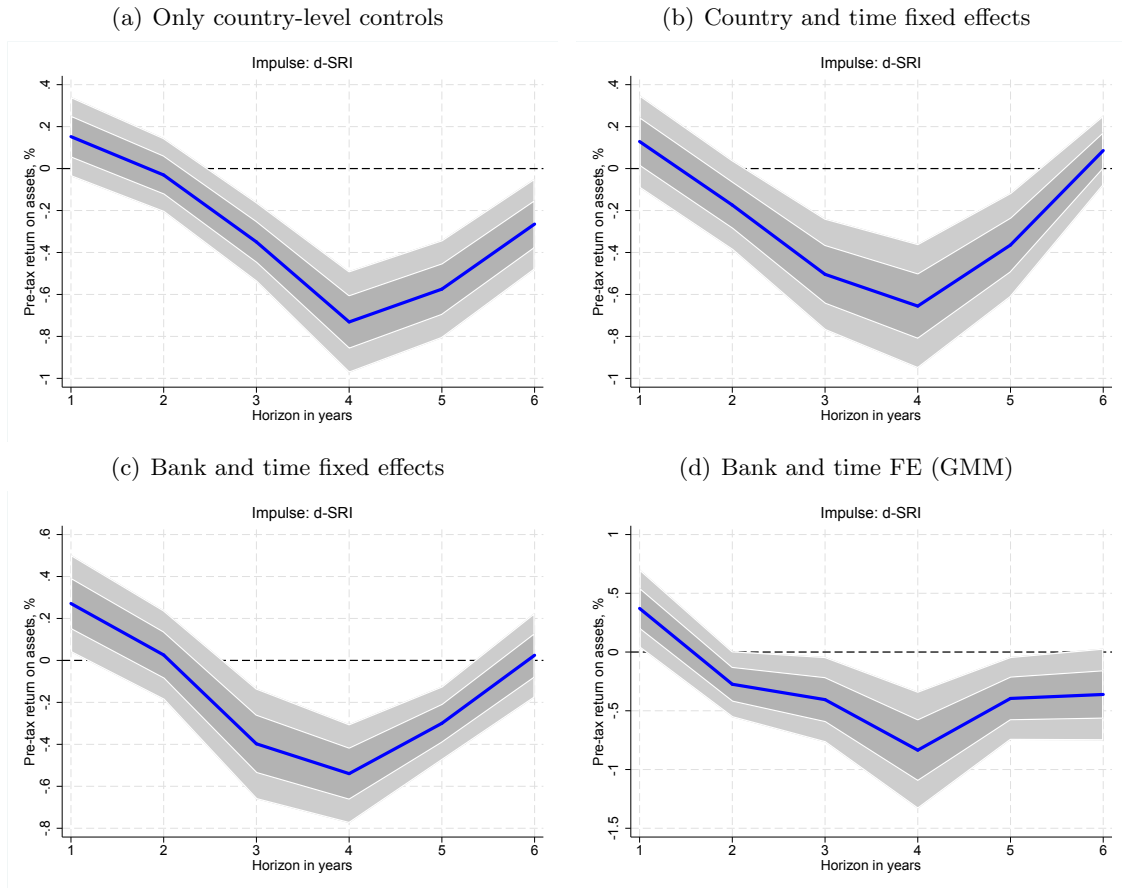 (a) Only country-level controls
Impulse: d-SRI
Pre-tax return on assets, %
.4
.2
0
-.2
-.4
-.6
-.8
-1
1 2 3 4 5 6
Horizon in years
(b) Country and time fixed effects
Impulse: d-SRI
Pre-tax return on assets, %
.4
.2
0
-.2
-.4
-.6
-.8
-1
1 2 3 4 5 6
Horizon in years
(c) Bank and time fixed effects
Impulse: d-SRI
Pre-tax return on assets, %
.6
.4
.2
0
-.2
-.4
-.6
-.8
1 2 3 4 5 6
Horizon in years
(d) Bank and time FE (GMM)
Impulse: d-SRI
Pre-tax return on assets, %
1
.5
0
-.5
-1
-1.5
1 2 3 4 5 6
Horizon in years